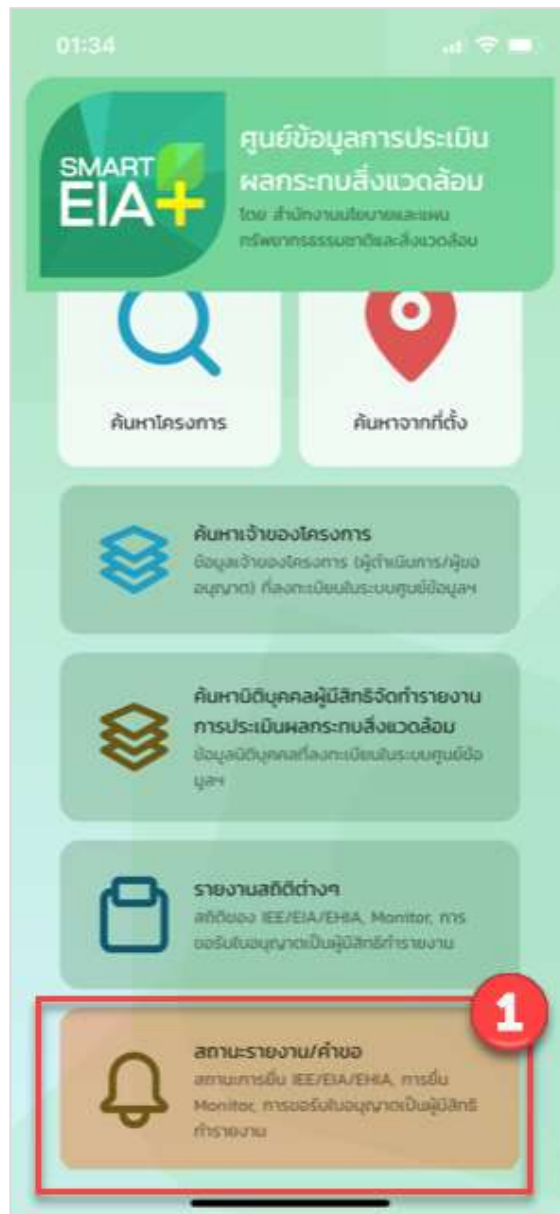 01:34
SMART
EIA+
ศูนย์ข้อมูลการประเมิน
ผลกระทบสิ่งแวดล้อม
โดย สำนักงานนโยบายและแผน
ทรัพยากรธรรมชาติและสิ่งแวดล้อม
ค้นหาโครงการ
ค้นหาจากที่ตั้ง
ค้นหาเจ้าของโครงการ
ข้อมูลเจ้าของโครงการ (ผู้ดำเนินการ/ผู้ขอ
อนุญาต) ที่ลงทะเบียนในระบบศูนย์ข้อมูลฯ
ค้นหานิติบุคคลผู้มีสิทธิจัดทำรายงาน
การประเมินผลกระทบสิ่งแวดล้อม
ข้อมูลนิติบุคคลที่ลงทะเบียนในระบบศูนย์ข้อ
มูลฯ
รายงานสถิติต่างๆ
สถิติของ IEE/EIA/EHIA, Monitor, การ
ขอรับใบอนุญาตเป็นผู้มีสิทธิทำรายงาน
1
สถานะรายงาน/คำขอ
สถานะการยื่น IEE/EIA/EHIA, การยื่น
Monitor, การขอรับใบอนุญาตเป็นผู้มีสิทธิ
ทำรายงาน